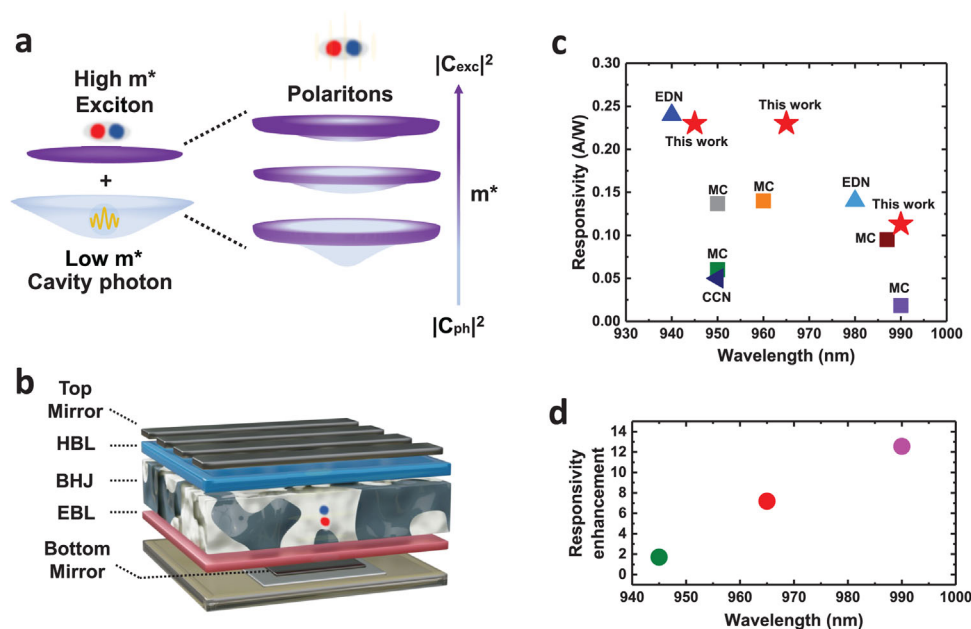 a
High m*
Exciton
+
Low m*
Cavity photon
Polaritons
|Cexc|²
m*
|Cph|²
b
Top
Mirror
HBL
BHJ
EBL
Bottom
Mirror
c
Responsivity (A/W)
0.30
0.25
0.20
0.15
0.10
0.05
0.00
EDN
This work
This work
MC
MC
EDN
This work
MC
MC
CCN
MC
930
940
950
960
970
980
990
1000
Wavelength (nm)
d
Responsivity
enhancement
14
12
10
8
6
4
2
0
940
950
960
970
980
990
1000
Wavelength (nm)